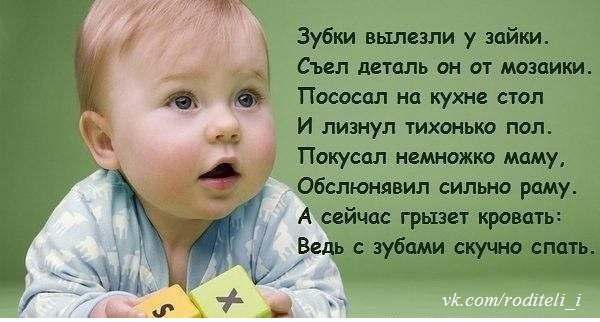 Зубки вылезли у зайки.
Съел деталь он от мозаики.
Пососал на кухне стол
И лизнул тихонько пол.
Покусал немножко маму,
Обслюнявил сильно раму.
А сейчас грызет кровать:
Ведь с зубами скучно спать.
S X
vk.com/roditeli_i